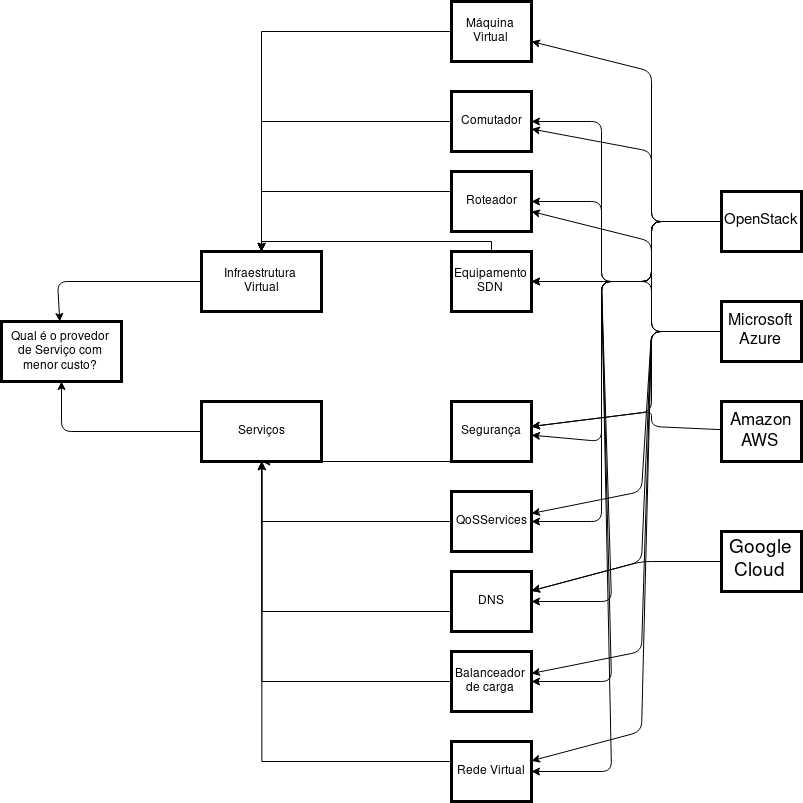 Máquina
Virtual
Comutador
Roteador
OpenStack
Infraestrutura
Virtual
Equipamento
SDN
Qual é o provedor
de Serviço com
menor custo?
Microsoft
Azure
Serviços
Segurança
Amazon
AWS
QoSServices
Google
Cloud
DNS
Balanceador
de carga
Rede Virtual